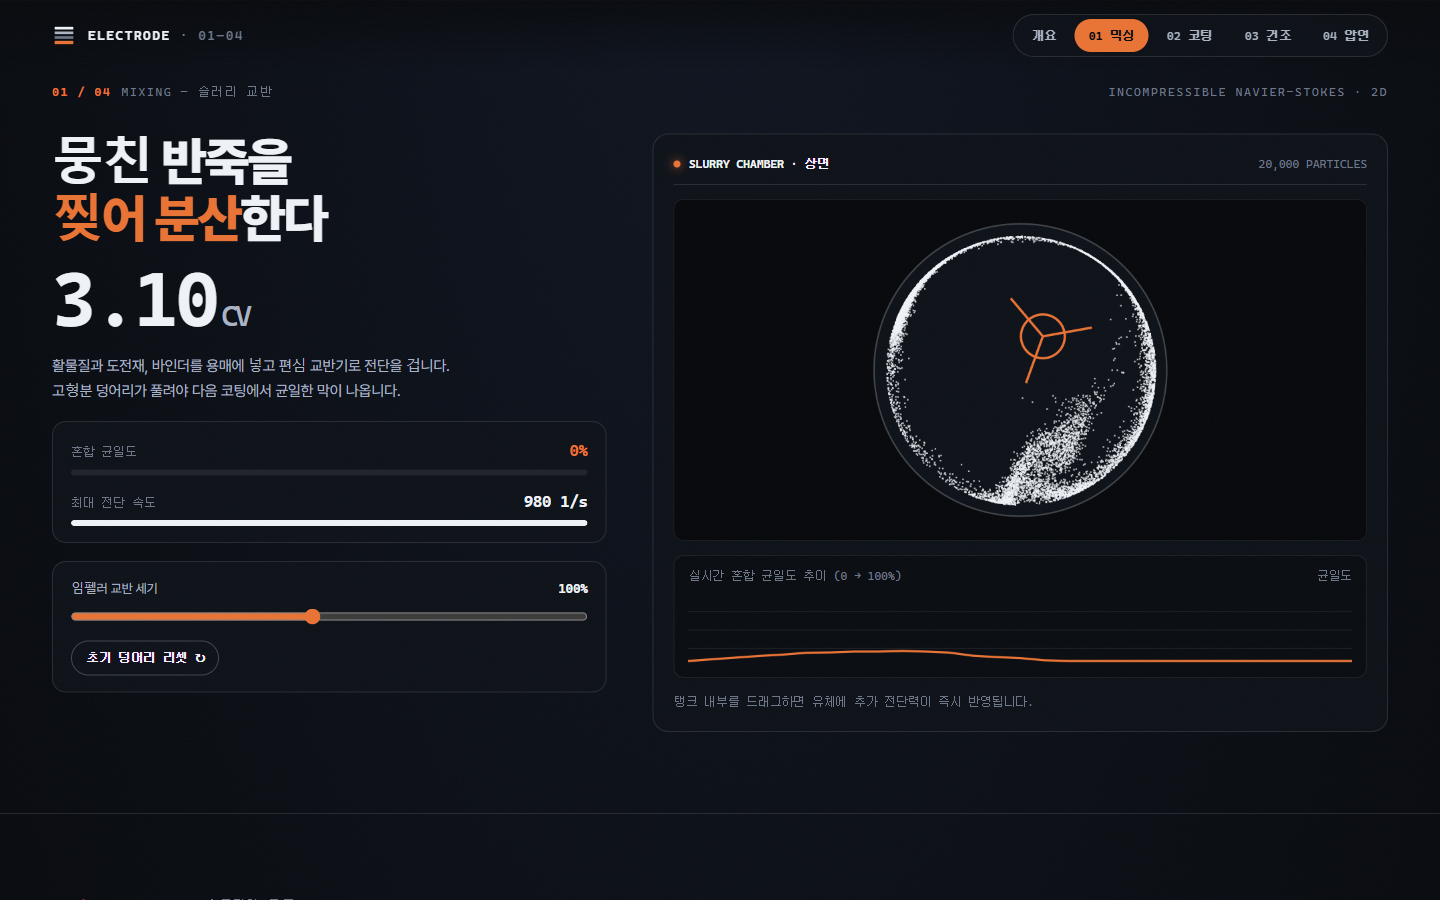 ELECTRODE · 01—04
개요 01 믹싱 02 코팅 03 건조 04 압연
01 / 04 MIXING — 슬러리 교반
INCOMPRESSIBLE NAVIER-STOKES · 2D
뭉친 반죽을
찢어 분산한다
3.10CV
활물질과 도전재, 바인더를 용매에 넣고 편심 교반기로 전단을 겁니다.
고형분 덩어리가 풀려야 다음 코팅에서 균일한 막이 나옵니다.
혼합 균일도 0%
최대 전단 속도 980 1/s
임펠러 교반 세기 100%
초기 덩어리 리셋 ↻
SLURRY CHAMBER · 상면
20,000 PARTICLES
실시간 혼합 균일도 추이 (0 → 100%)
균일도
탱크 내부를 드래그하면 유체에 추가 전단력이 즉시 반영됩니다.